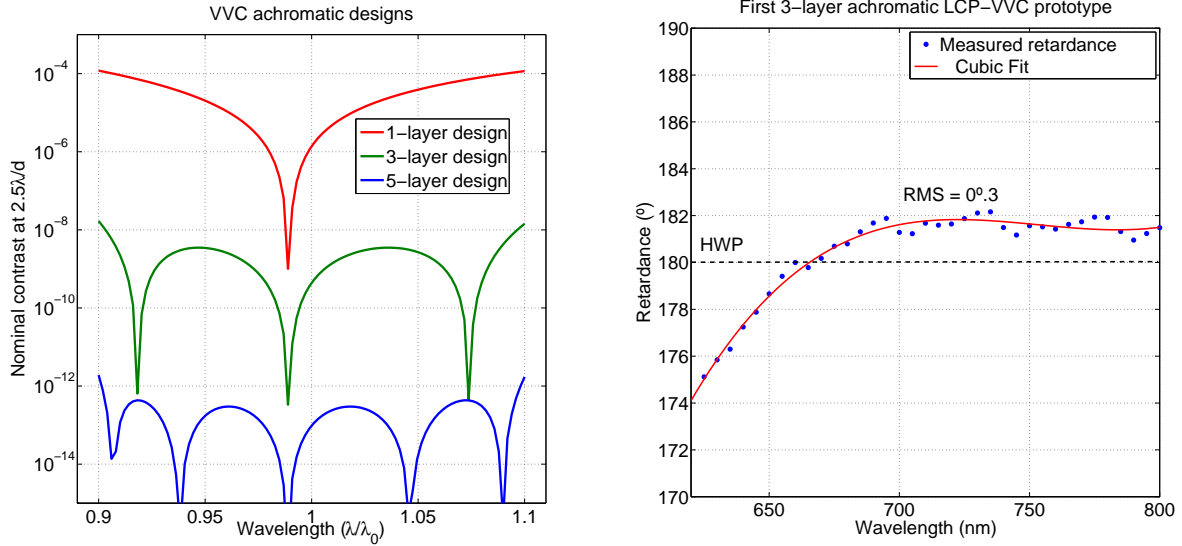 VVC achromatic designs
Nominal contrast at 2.5λ/d
10⁻⁴
10⁻⁶
10⁻⁸
10⁻¹⁰
10⁻¹²
10⁻¹⁴
1−layer design
3−layer design
5−layer design
0.9 0.95 1 1.05 1.1
Wavelength (λ/λ₀)
First 3−layer achromatic LCP−VVC prototype
Retardance (⁰)
190
188
186
184
182
180
178
176
174
172
170
Measured retardance
Cubic Fit
RMS = 0⁰.3
HWP
650 700 750 800
Wavelength (nm)